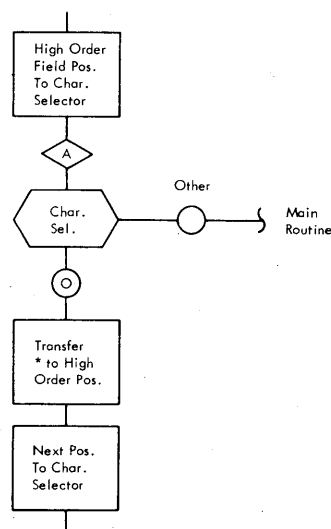 High Order
Field Pos.
To Char.
Selector
A
Char.
Sel.
Other
Main
Routine
O
Transfer
* to High
Order Pos.
Next Pos.
To Char.
Selector